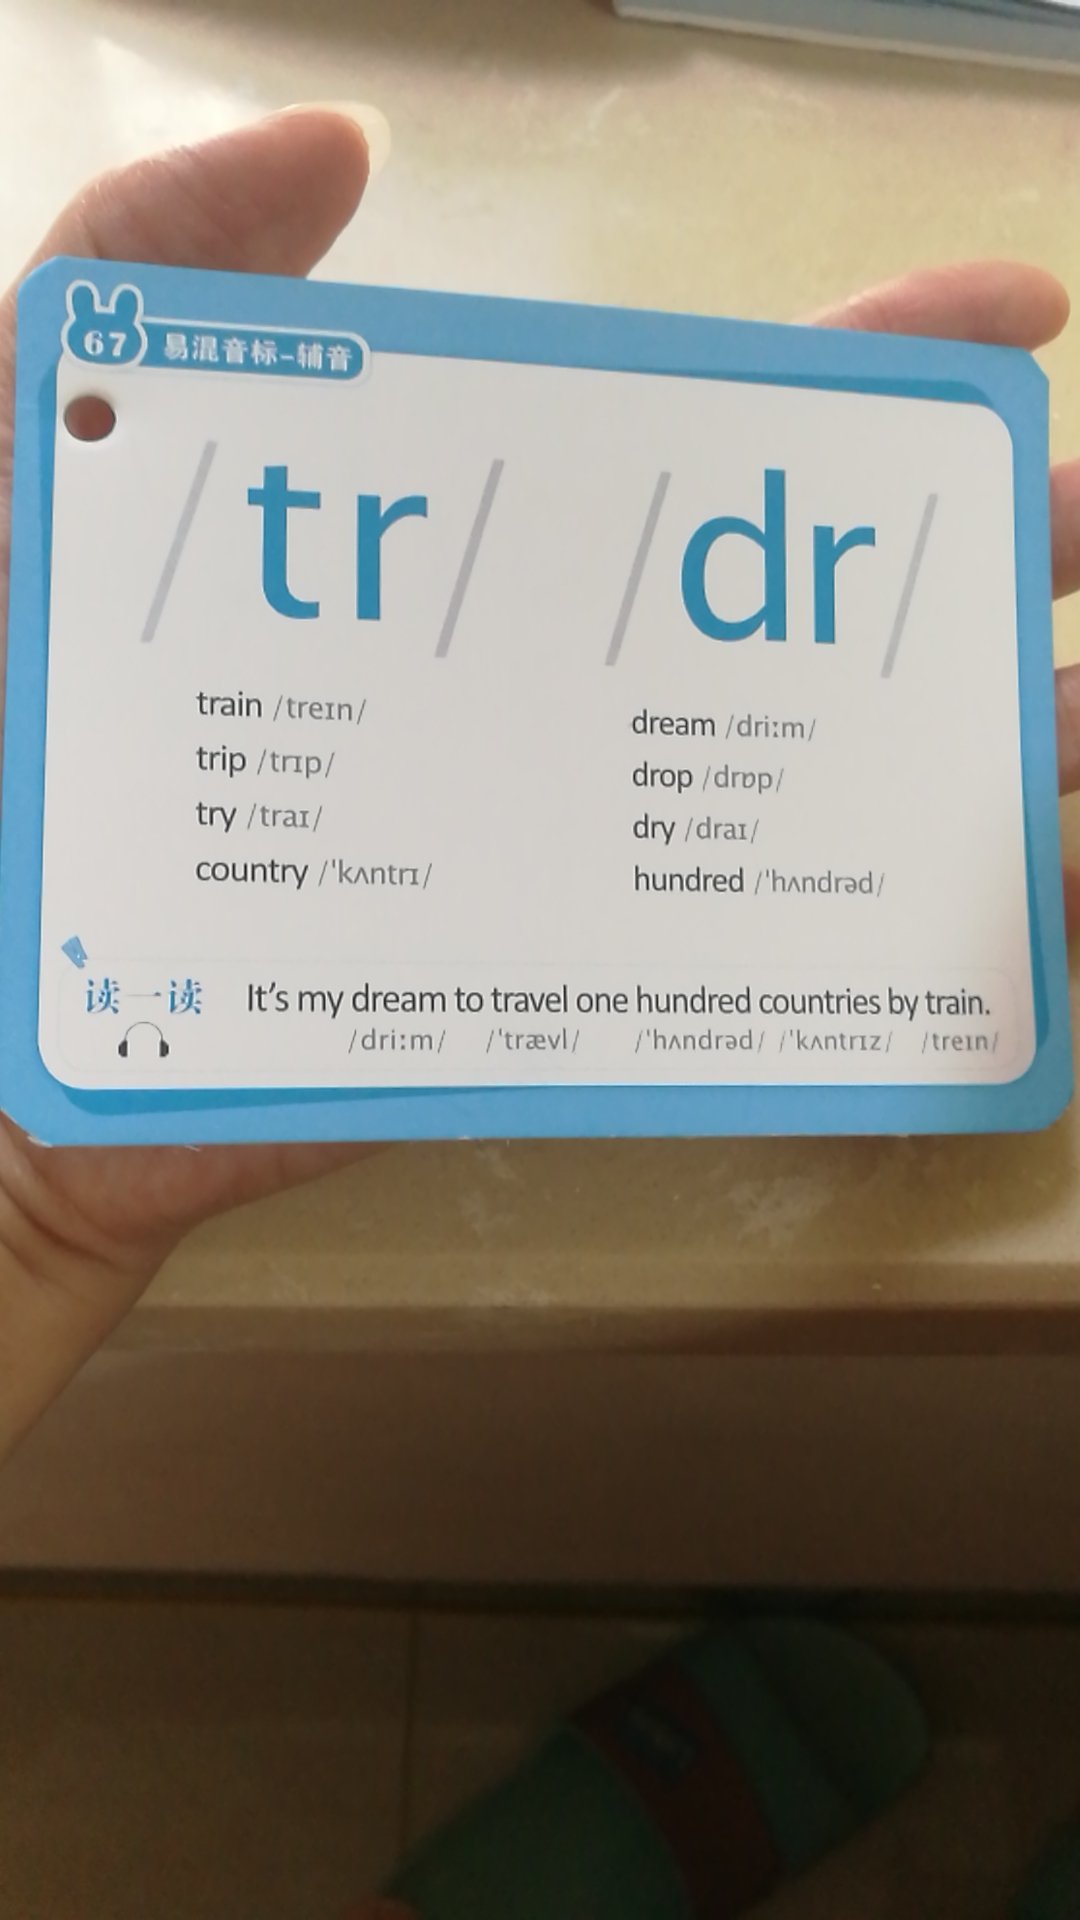 67 易混音标-辅音
/tr/ /dr/
train /treɪn/
trip /trɪp/
try /traɪ/
country /ˈkʌntrɪ/
dream /driːm/
drop /drɒp/
dry /draɪ/
hundred /ˈhʌndrəd/
读一读 It's my dream to travel one hundred countries by train.
/driːm/ /ˈtrævl/ /ˈhʌndrəd/ /ˈkʌntrɪz/ /treɪn/